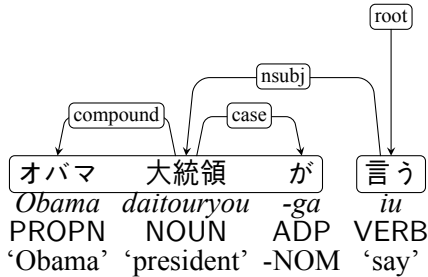 root
nsubj
compound case
オバマ 大統領 が 言う
Obama daitouryou -ga iu
PROPN NOUN ADP VERB
‘Obama’ ‘president’ -NOM ‘say’